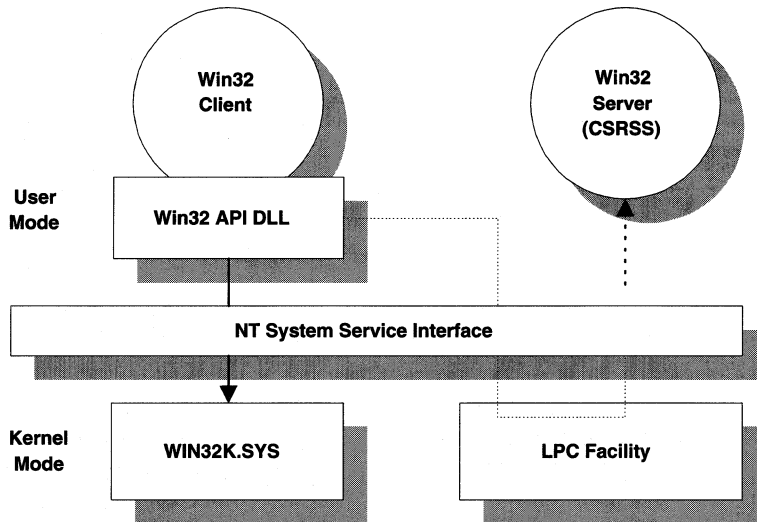 Win32
Client
Win32
Server
(CSRSS)
User
Mode
Win32 API DLL
NT System Service Interface
Kernel
Mode
WIN32K.SYS
LPC Facility